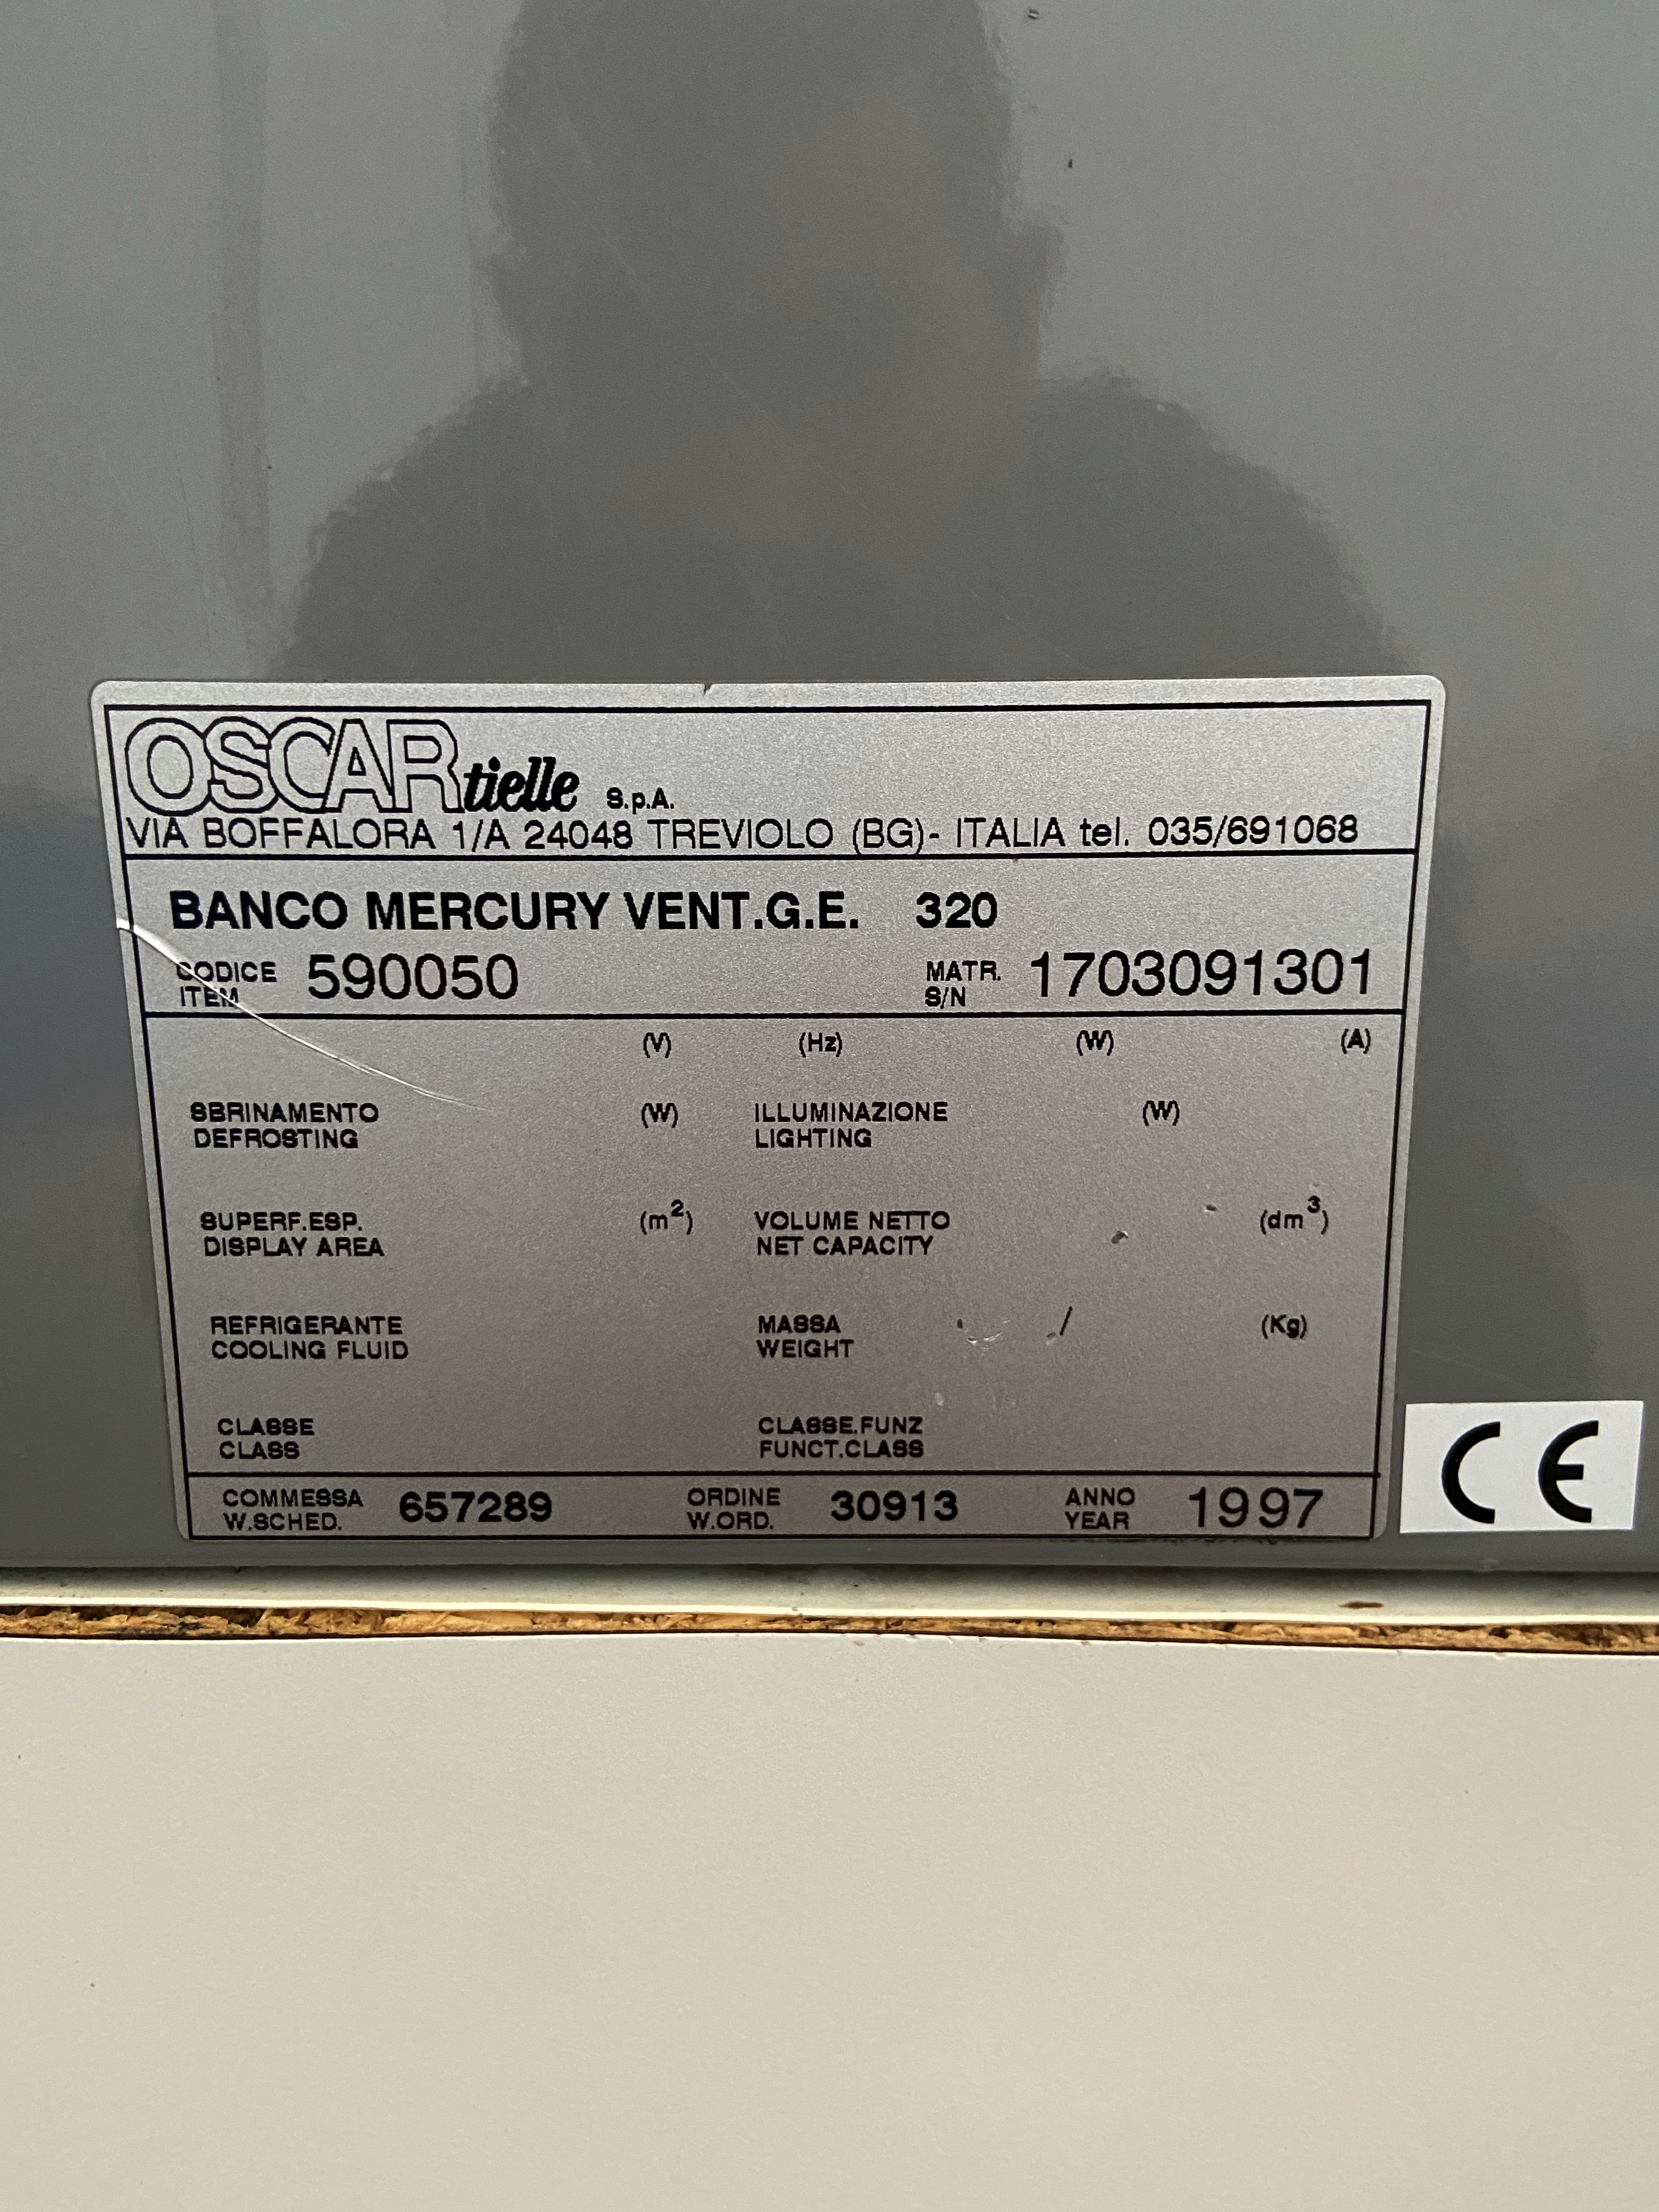 OSCAR tielle S.p.A.
VIA BOFFALORA 1/A 24048 TREVIOLO (BG)- ITALIA tel. 035/691068
BANCO MERCURY VENT.G.E. 320
CODICE 590050 MATR. 1703091301
ITEM S/N
(V) (Hz) (W) (A)
SBRINAMENTO (W) ILLUMINAZIONE (W)
DEFROSTING LIGHTING
SUPERF.ESP. (m²) VOLUME NETTO (dm³)
DISPLAY AREA NET CAPACITY
REFRIGERANTE MASSA / (Kg)
COOLING FLUID WEIGHT
CLASSE CLASSE.FUNZ
CLASS FUNCT.CLASS
COMMESSA 657289 ORDINE 30913 ANNO 1997
W.SCHED. W.ORD. YEAR
CE